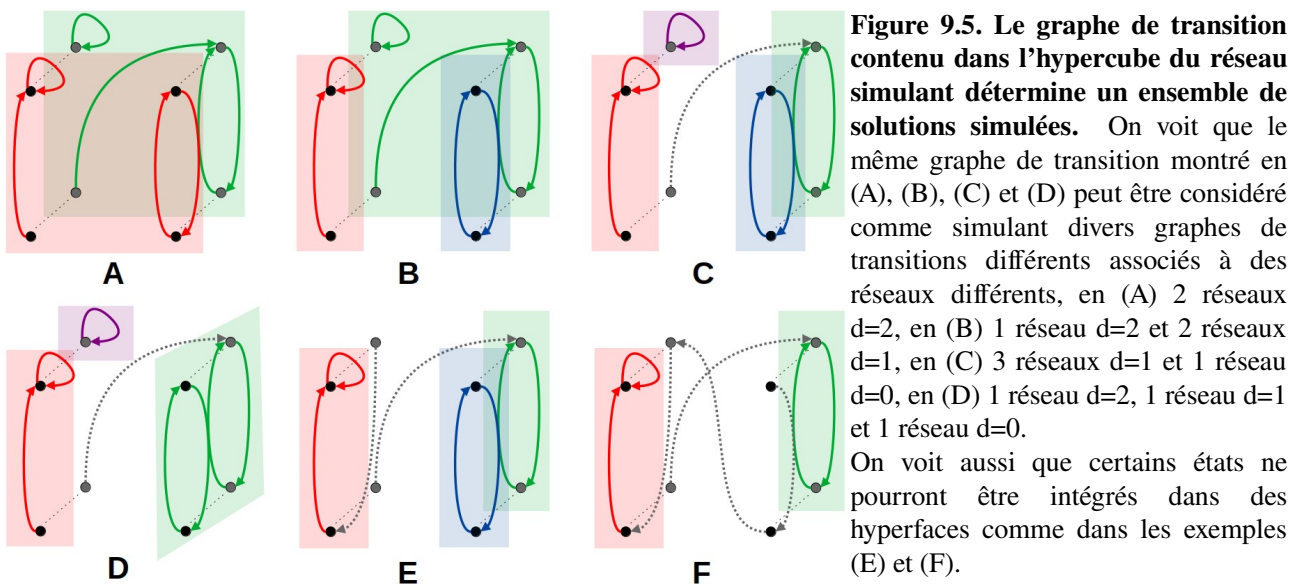 A
B
C
D
E
F
Figure 9.5. Le graphe de transition
contenu dans l'hypercube du réseau
simulant détermine un ensemble de
solutions simulées. On voit que le
même graphe de transition montré en
(A), (B), (C) et (D) peut être considéré
comme simulant divers graphes de
transitions différents associés à des
réseaux différents, en (A) 2 réseaux
d=2, en (B) 1 réseau d=2 et 2 réseaux
d=1, en (C) 3 réseaux d=1 et 1 réseau
d=0, en (D) 1 réseau d=2, 1 réseau d=1
et 1 réseau d=0.
On voit aussi que certains états ne
pourront être intégrés dans des
hyperfaces comme dans les exemples
(E) et (F).